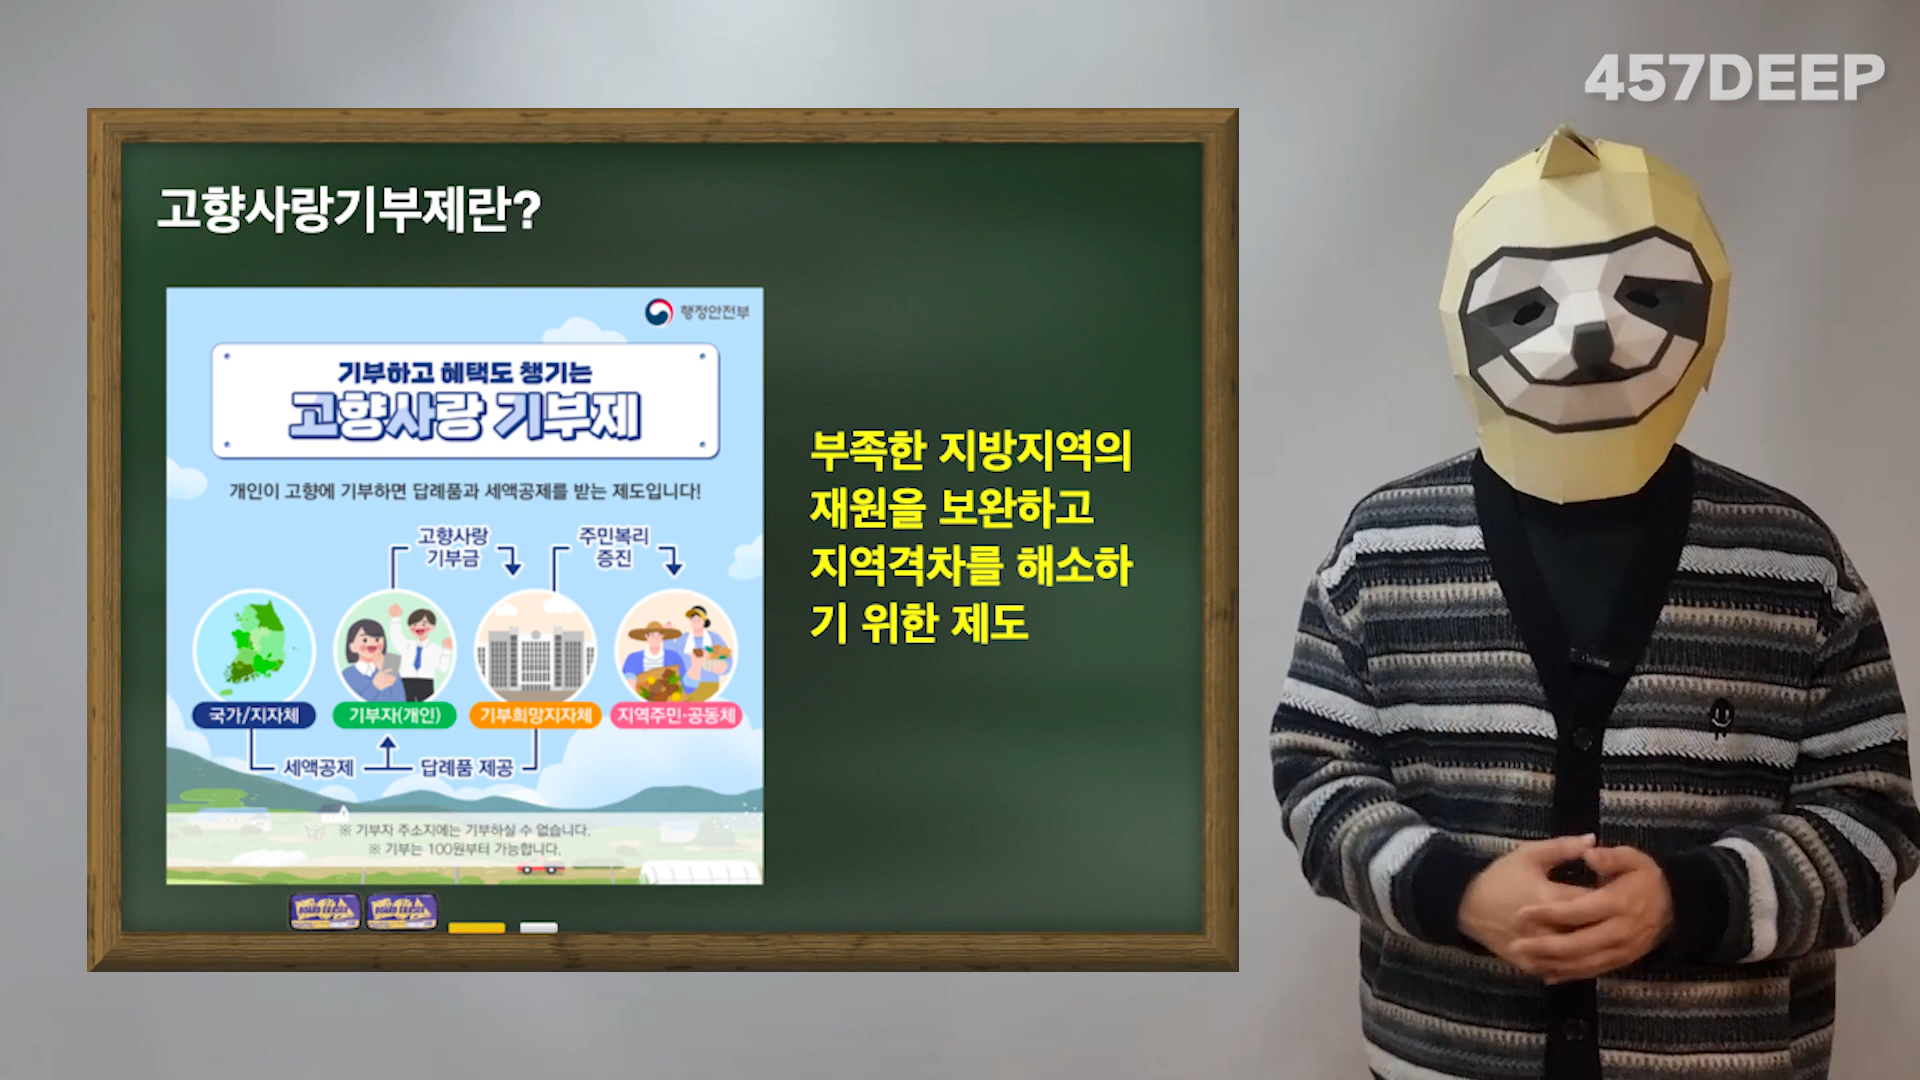 457DEEP
고향사랑기부제란?
행정안전부
기부하고 혜택도 챙기는
고향사랑 기부제
개인이 고향에 기부하면 답례품과 세액공제를 받는 제도입니다!
고향사랑
기부금
주민복리
증진
국가/지자체
기부자(개인)
기부희망지자체
지역주민·공동체
세액공제
답례품 제공
※ 기부자 주소지에는 기부하실 수 없습니다.
※ 기부는 100원부터 가능합니다.
부족한 지방지역의
재원을 보완하고
지역격차를 해소하
기 위한 제도
BOARD ERASER
BOARD ERASER